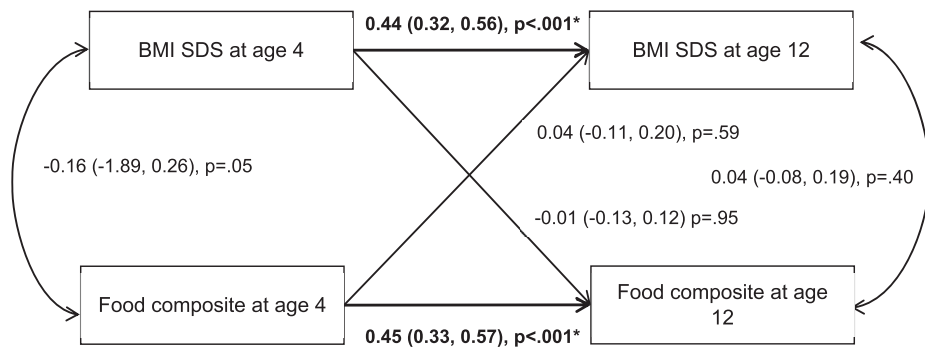 0.44 (0.32, 0.56), p<.001*
BMI SDS at age 4
BMI SDS at age 12
0.04 (-0.11, 0.20), p=.59
-0.16 (-1.89, 0.26), p=.05
0.04 (-0.08, 0.19), p=.40
-0.01 (-0.13, 0.12) p=.95
Food composite at age 4
Food composite at age
12
0.45 (0.33, 0.57), p<.001*